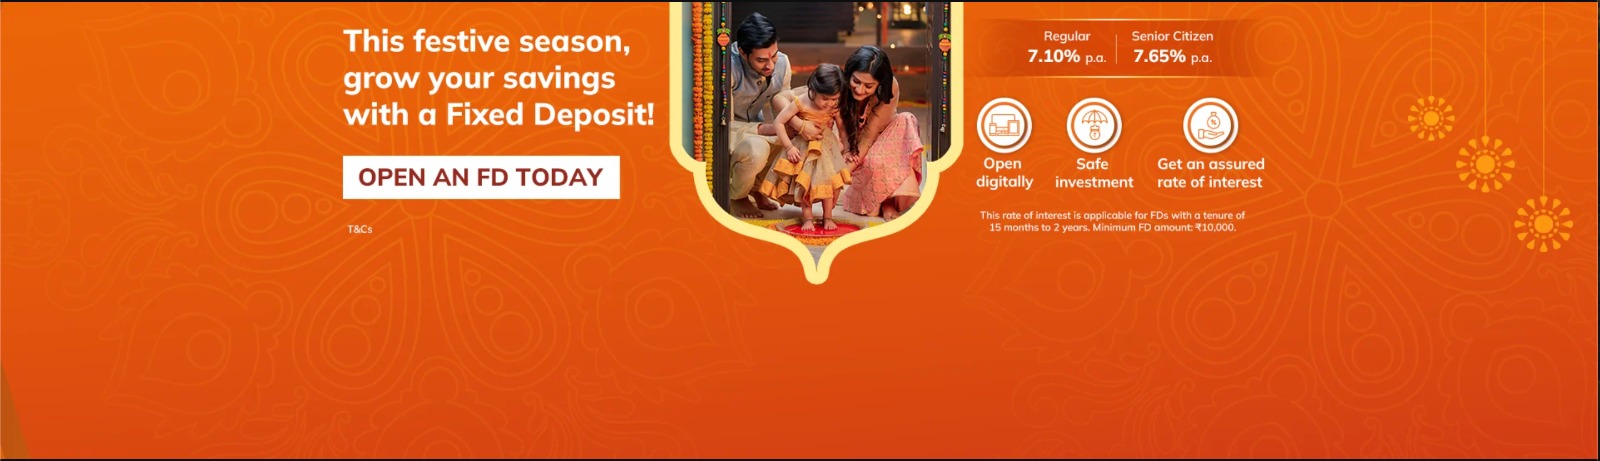 This festive season,
grow your savings
with a Fixed Deposit!
OPEN AN FD TODAY
T&Cs
Regular
7.10% p.a.
Senior Citizen
7.65% p.a.
Open
digitally
Safe
investment
Get an assured
rate of interest
This rate of interest is applicable for FDs with a tenure of
15 months to 2 years. Minimum FD amount: ₹10,000.